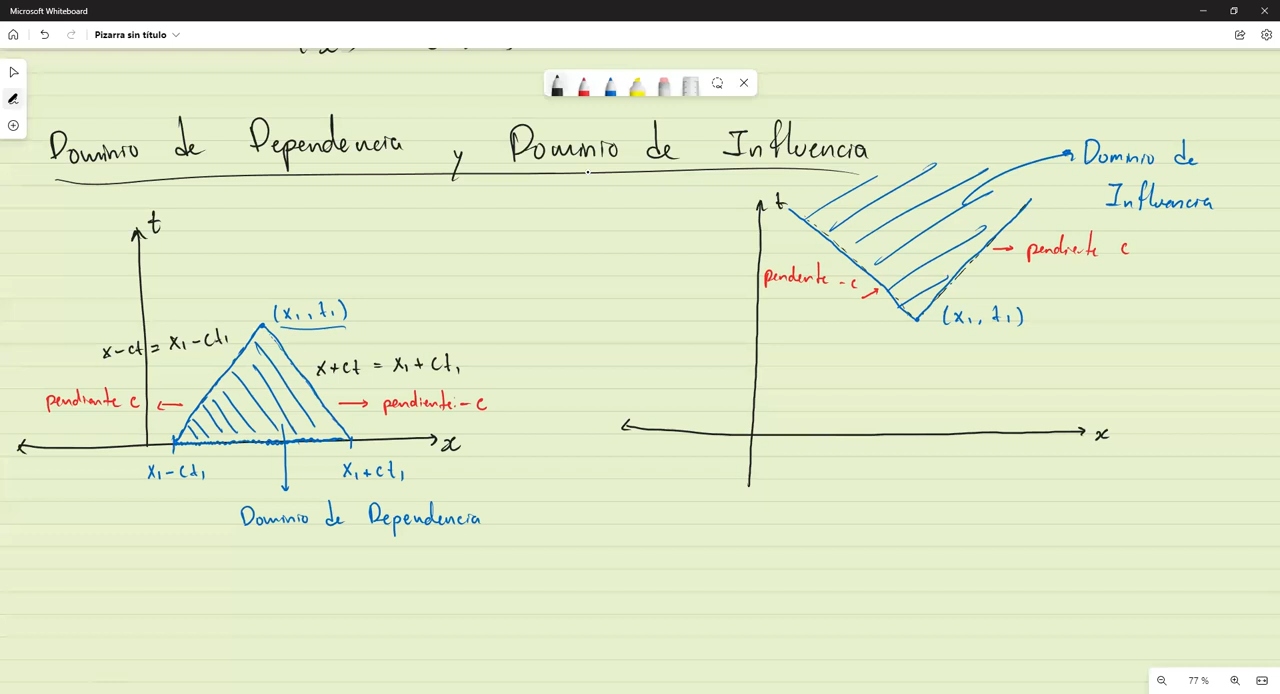 Microsoft Whiteboard
Pizarra sin título
Dominio de Dependencia y Dominio de Influencia
t
(x₁, t₁)
x-ct = x₁-ct₁
x+ct = x₁+ct₁
pendiente c
pendiente: -c
x
x₁-ct₁
x₁+ct₁
Dominio de Dependencia
Dominio de
Influencia
t
pendiente c
pendente -c
(x₁, t₁)
x
77 %